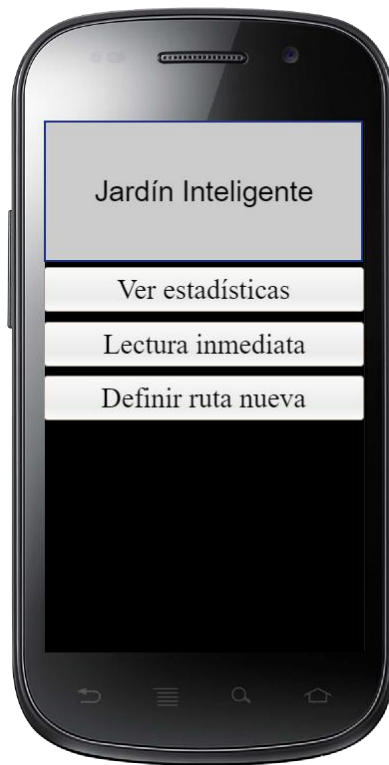 Jardín Inteligente
Ver estadísticas
Lectura inmediata
Definir ruta nueva